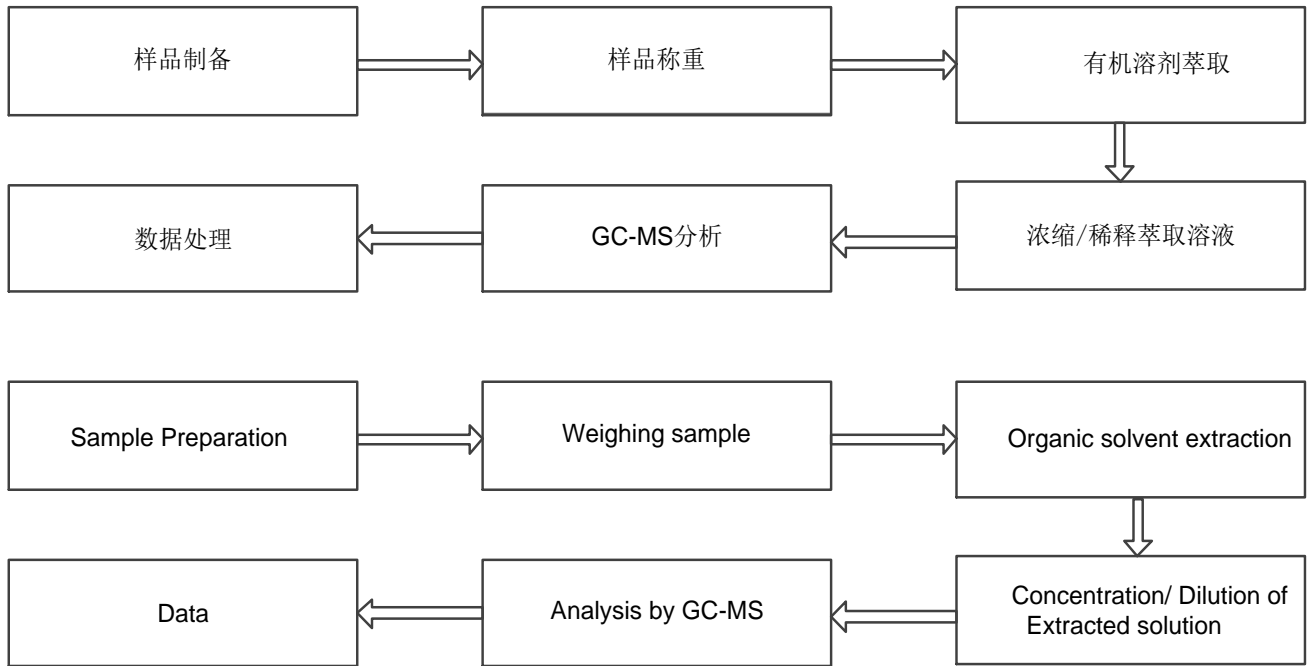 样品制备
样品称重
有机溶剂萃取
数据处理
GC-MS分析
浓缩/稀释萃取溶液
Sample Preparation
Weighing sample
Organic solvent extraction
Data
Analysis by GC-MS
Concentration/ Dilution of
Extracted solution